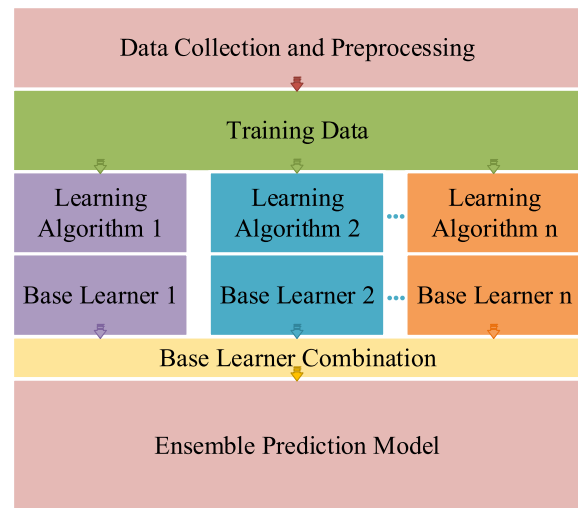 Data Collection and Preprocessing
Training Data
Learning
Algorithm 1
Learning
Algorithm 2
...
Learning
Algorithm n
Base Learner 1
Base Learner 2
...
Base Learner n
Base Learner Combination
Ensemble Prediction Model